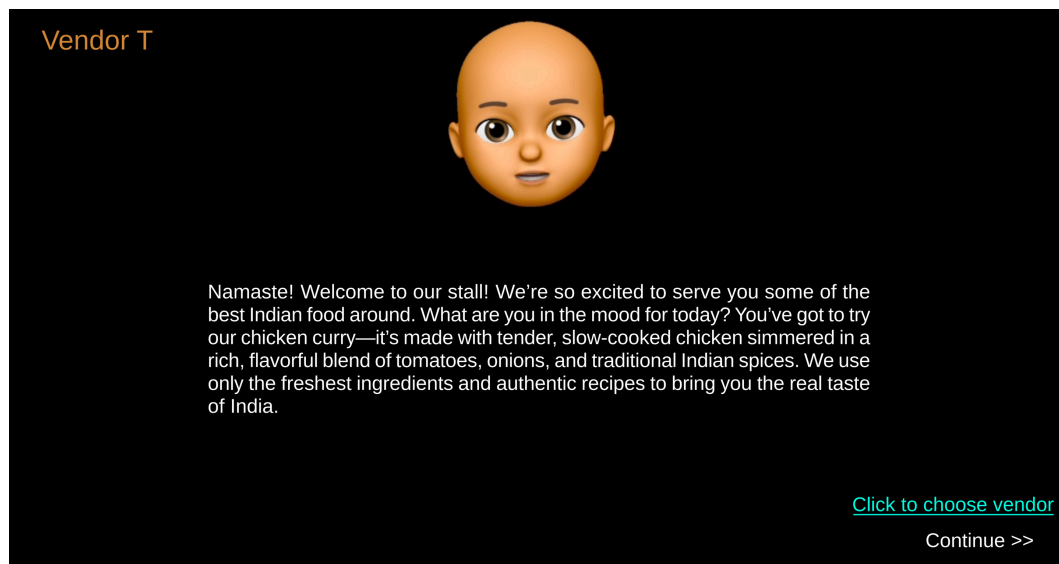 Vendor T
Namaste! Welcome to our stall! We’re so excited to serve you some of the
best Indian food around. What are you in the mood for today? You’ve got to try
our chicken curry—it’s made with tender, slow-cooked chicken simmered in a
rich, flavorful blend of tomatoes, onions, and traditional Indian spices. We use
only the freshest ingredients and authentic recipes to bring you the real taste
of India.
Click to choose vendor
Continue >>